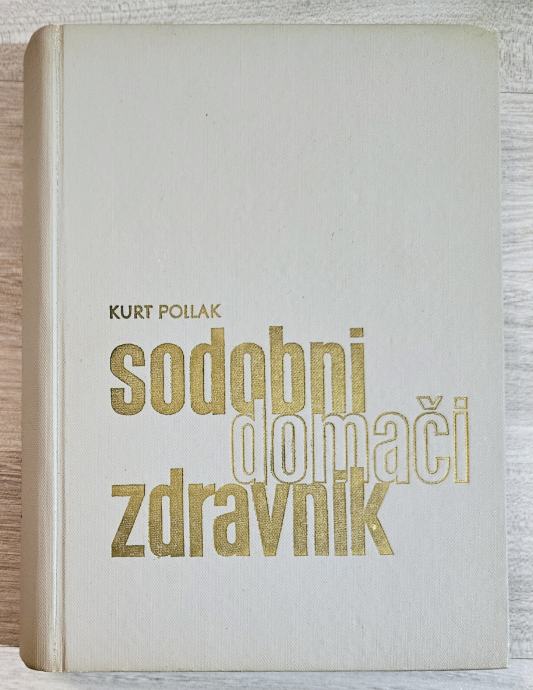 KURT POLLAK
sodobni
domači
zdravnik